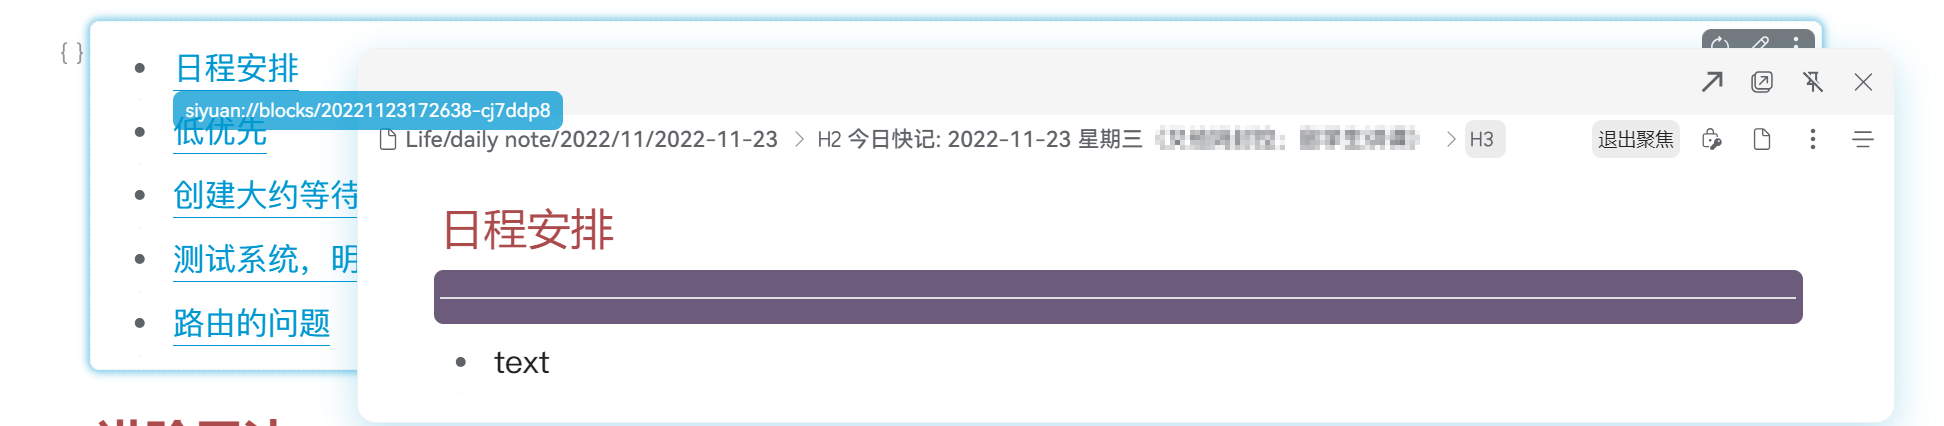 { }
日程安排
siyuan://blocks/20221123172638-cj7ddp8
低优先
创建大约等待
测试系统，明
路由的问题
Life/daily note/2022/11/2022-11-23 > H2 今日快记: 2022-11-23 星期三 > H3 退出聚焦
日程安排
text